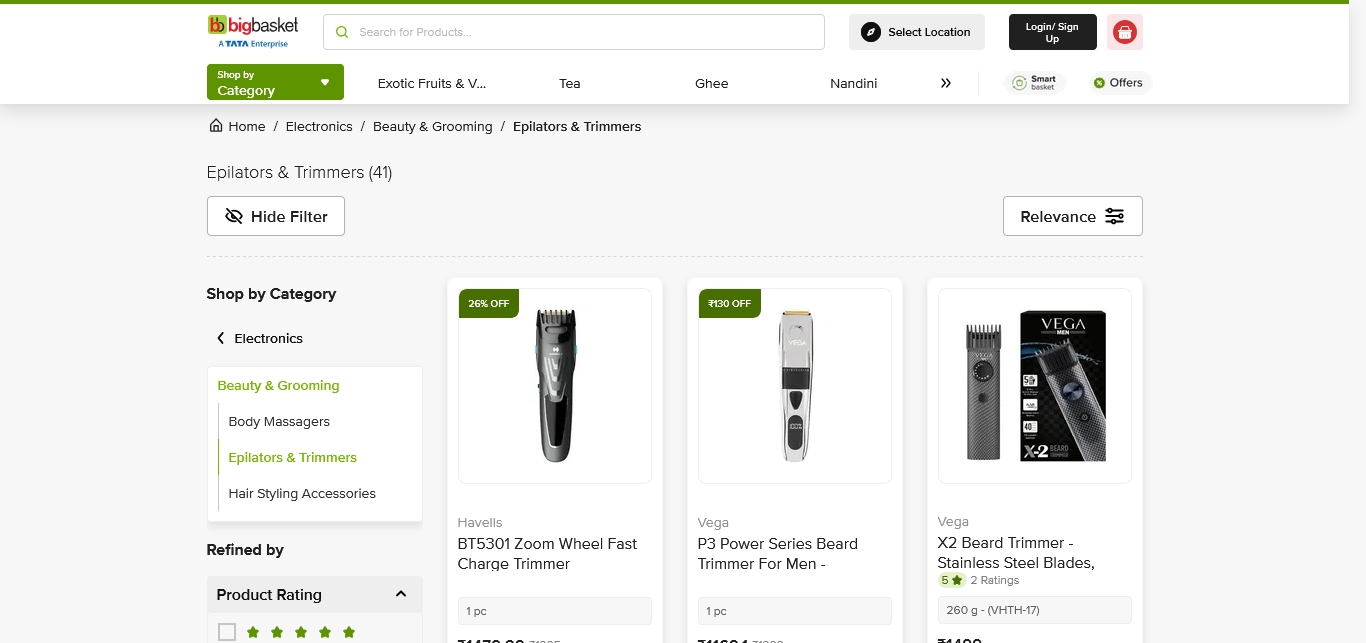 bb bigbasket
A TATA Enterprise
Search for Products...
Select Location
Login/ Sign
Up
Shop by
Category
Exotic Fruits & V...
Tea
Ghee
Nandini
Smart
basket
Offers
Home / Electronics / Beauty & Grooming / Epilators & Trimmers
Epilators & Trimmers (41)
Hide Filter
Relevance
Shop by Category
Electronics
Beauty & Grooming
Body Massagers
Epilators & Trimmers
Hair Styling Accessories
Refined by
Product Rating
26% OFF
Havells
BT5301 Zoom Wheel Fast
Charge Trimmer
1 pc
₹130 OFF
VEGA
100%
Vega
P3 Power Series Beard
Trimmer For Men -
1 pc
VEGA
VEGA
MEN
X-2 BEARD
TRIMMER
Vega
X2 Beard Trimmer -
Stainless Steel Blades,
5 2 Ratings
260 g - (VHTH-17)